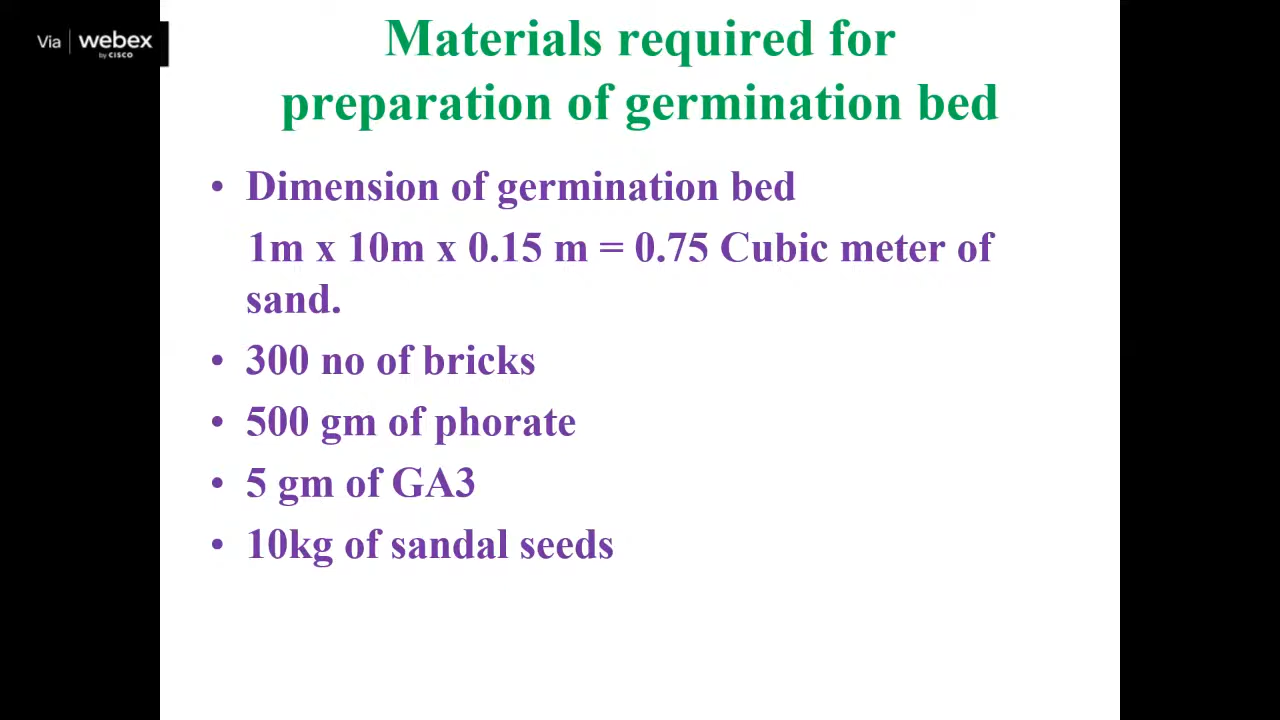 Via webex
by CISCO
Materials required for
preparation of germination bed
• Dimension of germination bed
1m x 10m x 0.15 m = 0.75 Cubic meter of
sand.
• 300 no of bricks
• 500 gm of phorate
• 5 gm of GA3
• 10kg of sandal seeds